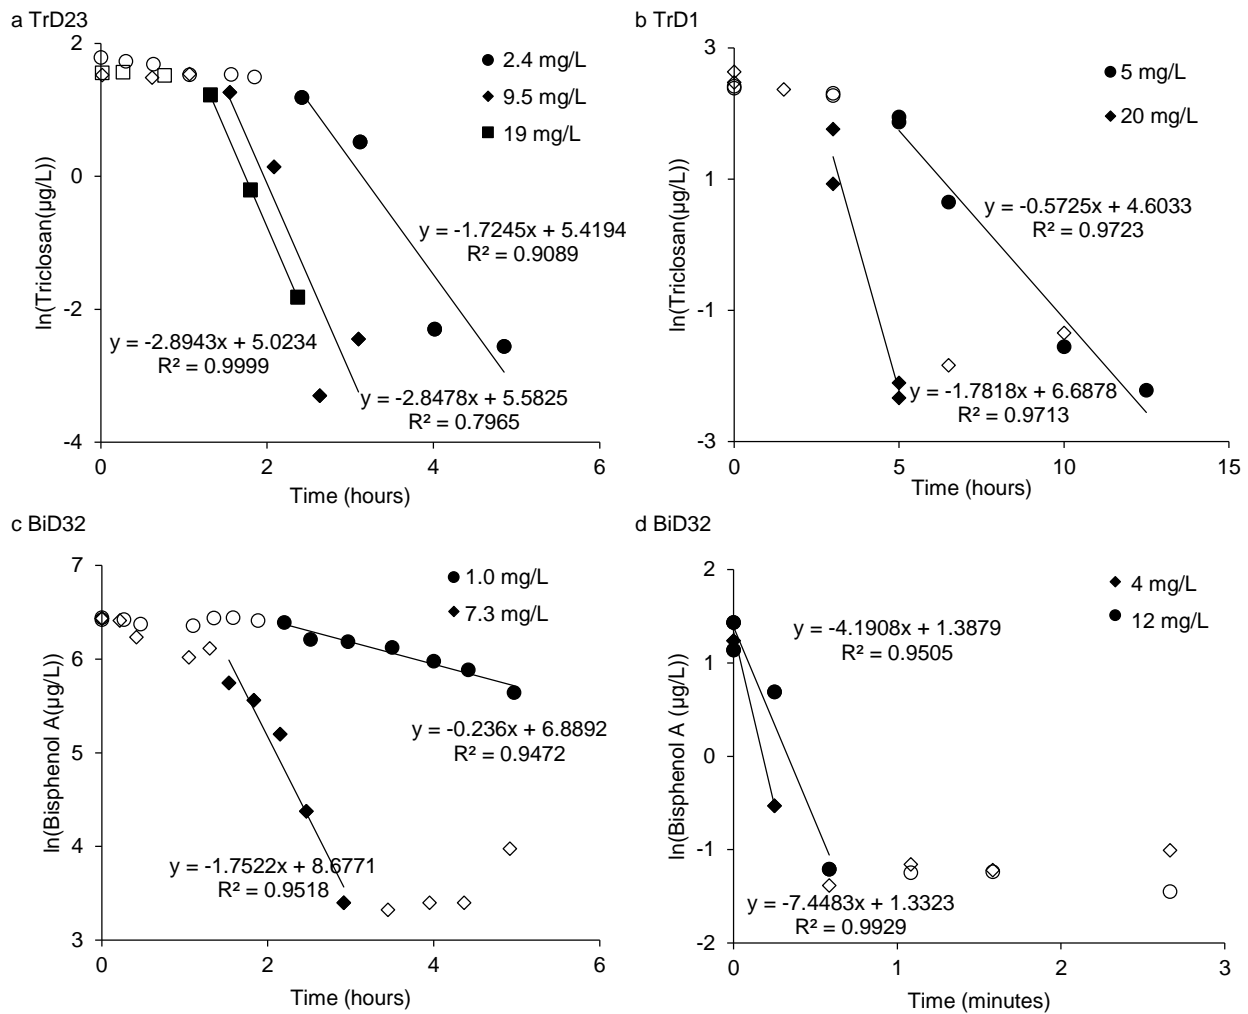 a TrD23
2
0
-2
-4
0 2 4 6
ln(Triclosan(µg/L))
Time (hours)
2.4 mg/L
9.5 mg/L
19 mg/L
y = -1.7245x + 5.4194
R² = 0.9089
y = -2.8943x + 5.0234
R² = 0.9999
y = -2.8478x + 5.5825
R² = 0.7965
b TrD1
3
1
-1
-3
0 5 10 15
ln(Triclosan(µg/L))
Time (hours)
5 mg/L
20 mg/L
y = -0.5725x + 4.6033
R² = 0.9723
y = -1.7818x + 6.6878
R² = 0.9713
c BiD32
7
6
5
4
3
0 2 4 6
ln(Bisphenol A(µg/L))
Time (hours)
1.0 mg/L
7.3 mg/L
y = -0.236x + 6.8892
R² = 0.9472
y = -1.7522x + 8.6771
R² = 0.9518
d BiD32
2
1
0
-1
-2
0 1 2 3
ln(Bisphenol A (µg/L))
Time (minutes)
4 mg/L
12 mg/L
y = -4.1908x + 1.3879
R² = 0.9505
y = -7.4483x + 1.3323
R² = 0.9929